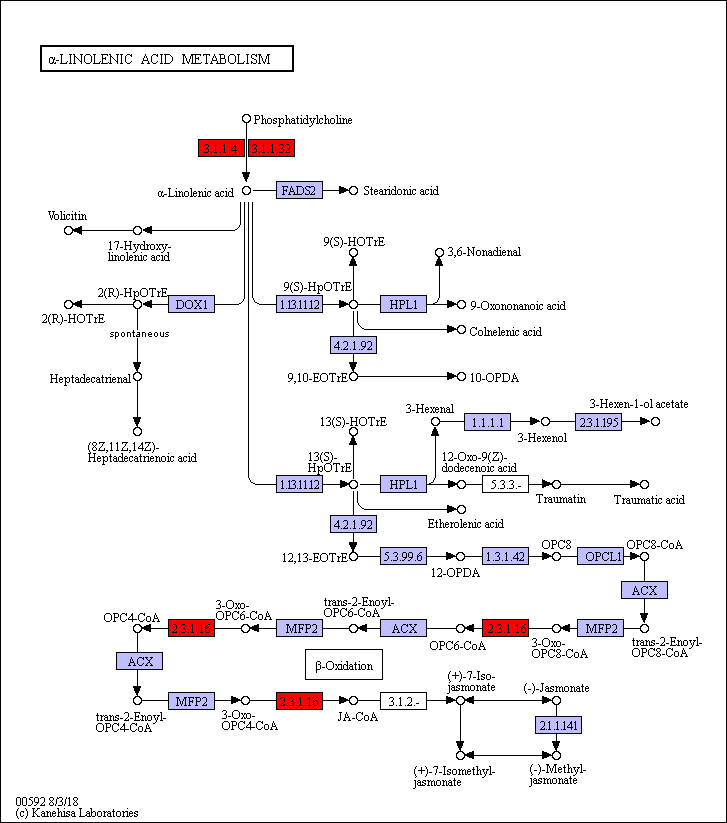 α-LINOLENIC ACID METABOLISM
Phosphatidylcholine
3.1.1.4
3.1.1.32
α-Linolenic acid
FADS2
Stearidonic acid
Volicitin
17-Hydroxy-
linolenic acid
9(S)-HOTrE
3,6-Nonadienal
2(R)-HpOTrE
DOX1
9(S)-HpOTrE
1.13.11.12
HPL1
9-Oxononanoic acid
2(R)-HOTrE
spontaneous
Colnelenic acid
4.2.1.92
Heptadecatrienal
9,10-EOTrE
10-OPDA
(8Z,11Z,14Z)-
Heptadecatrienoic acid
13(S)-HOTrE
3-Hexenal
1.1.1.1
3-Hexenol
2.3.1.195
3-Hexen-1-ol acetate
13(S)-
HpOTrE
12-Oxo-9(Z)-
dodecenoic acid
1.13.11.12
HPL1
5.3.3.-
Traumatin
Traumatic acid
4.2.1.92
Etherolenic acid
12,13-EOTrE
5.3.99.6
12-OPDA
1.3.1.42
OPC8
OPCL1
OPC8-CoA
ACX
OPC4-CoA
2.3.1.16
3-Oxo-
OPC6-CoA
MFP2
trans-2-Enoyl-
OPC6-CoA
ACX
OPC6-CoA
2.3.1.16
3-Oxo-
OPC8-CoA
MFP2
trans-2-Enoyl-
OPC8-CoA
ACX
β-Oxidation
trans-2-Enoyl-
OPC4-CoA
MFP2
3-Oxo-
OPC4-CoA
2.3.1.16
JA-CoA
3.1.2.-
(+)-7-Iso-
jasmonate
(-)-Jasmonate
2.1.1.141
(+)-7-Isomethyl-
jasmonate
(-)-Methyl-
jasmonate
00592 8/3/18
(c) Kanehisa Laboratories